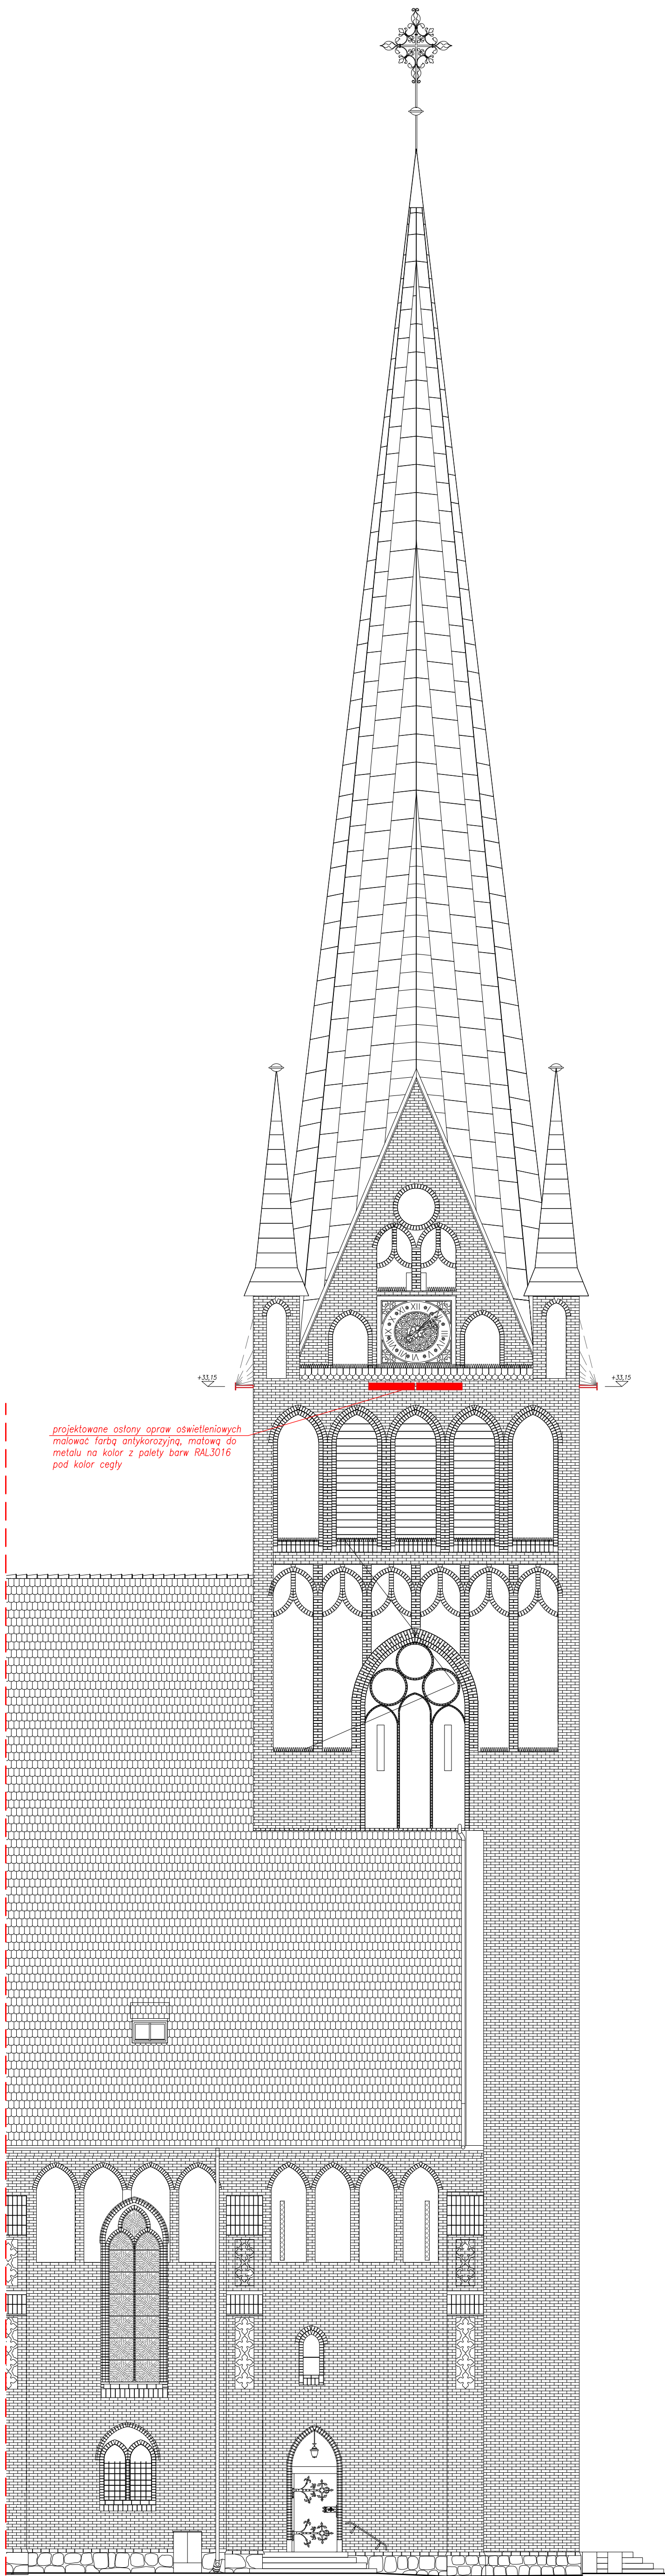 XII
+33,15
+33,15
projektowane osłony opraw oświetleniowych
malować farbą antykorozyjną, matową do
metalu na kolor z palety barw RAL3016
pod kolor cegły